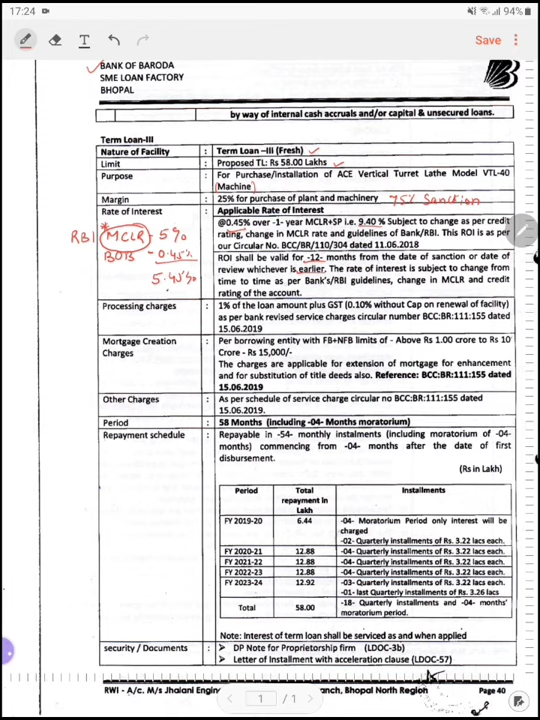 17:24
94%
Save
BANK OF BARODA
SME LOAN FACTORY
BHOPAL
by way of internal cash accruals and/or capital & unsecured loans.
Term Loan-III
Nature of Facility : Term Loan –III (Fresh)
Limit : Proposed TL: Rs 58.00 Lakhs
Purpose : For Purchase/Installation of ACE Vertical Turret Lathe Model VTL-40
(Machine)
Margin : 25% for purchase of plant and machinery 75% Sanction
Rate of Interest : Applicable Rate of Interest
@0.45% over -1- year MCLR+SP i.e. 9.40 % Subject to change as per credit
rating, change in MCLR rate and guidelines of Bank/RBI. This ROI is as per
our Circular No. BCC/BR/110/304 dated 11.06.2018
RBI MCLR - 5%
BOB - 0.45%
5.45%
ROI shall be valid for -12- months from the date of sanction or date of
review whichever is earlier. The rate of interest is subject to change from
time to time as per Bank's/RBI guidelines, change in MCLR and credit
rating of the account.
Processing charges : 1% of the loan amount plus GST (0.10% without Cap on renewal of facility)
as per bank revised service charges circular number BCC:BR:111:155 dated
15.06.2019
Mortgage Creation Charges : Per borrowing entity with FB+NFB limits of - Above Rs 1.00 crore to Rs 10
Crore - Rs 15,000/-
The charges are applicable for extension of mortgage for enhancement
and for substitution of title deeds also. Reference: BCC:BR:111:155 dated
15.06.2019
Other Charges : As per schedule of service charge circular no BCC:BR:111:155 dated
15.06.2019.
Period : 58 Months (including -04- Months moratorium)
Repayment schedule : Repayable in -54- monthly instalments (including moratorium of -04-
months) commencing from -04- months after the date of first
disbursement.
(Rs in Lakh)
Period Total repayment in Lakh Installments
FY 2019-20 6.44 -04- Moratorium Period only interest will be
charged
-02- Quarterly installments of Rs. 3.22 lacs each.
FY 2020-21 12.88 -04- Quarterly installments of Rs. 3.22 lacs each.
FY 2021-22 12.88 -04- Quarterly installments of Rs. 3.22 lacs each.
FY 2022-23 12.88 -04- Quarterly installments of Rs. 3.22 lacs each.
FY 2023-24 12.92 -03- Quarterly installments of Rs. 3.22 lacs each
-01- last Quarterly installments of Rs. 3.26 lacs
Total 58.00 -18- Quarterly installments and -04- months'
moratorium period.
Note: Interest of term loan shall be serviced as and when applied
security / Documents : DP Note for Proprietorship firm (LDOC-3b)
Letter of Installment with acceleration clause (LDOC-57)
RWI - A/c. M/s Jhalani Engin
anch, Bhopal North Region
Page 40
1 / 1